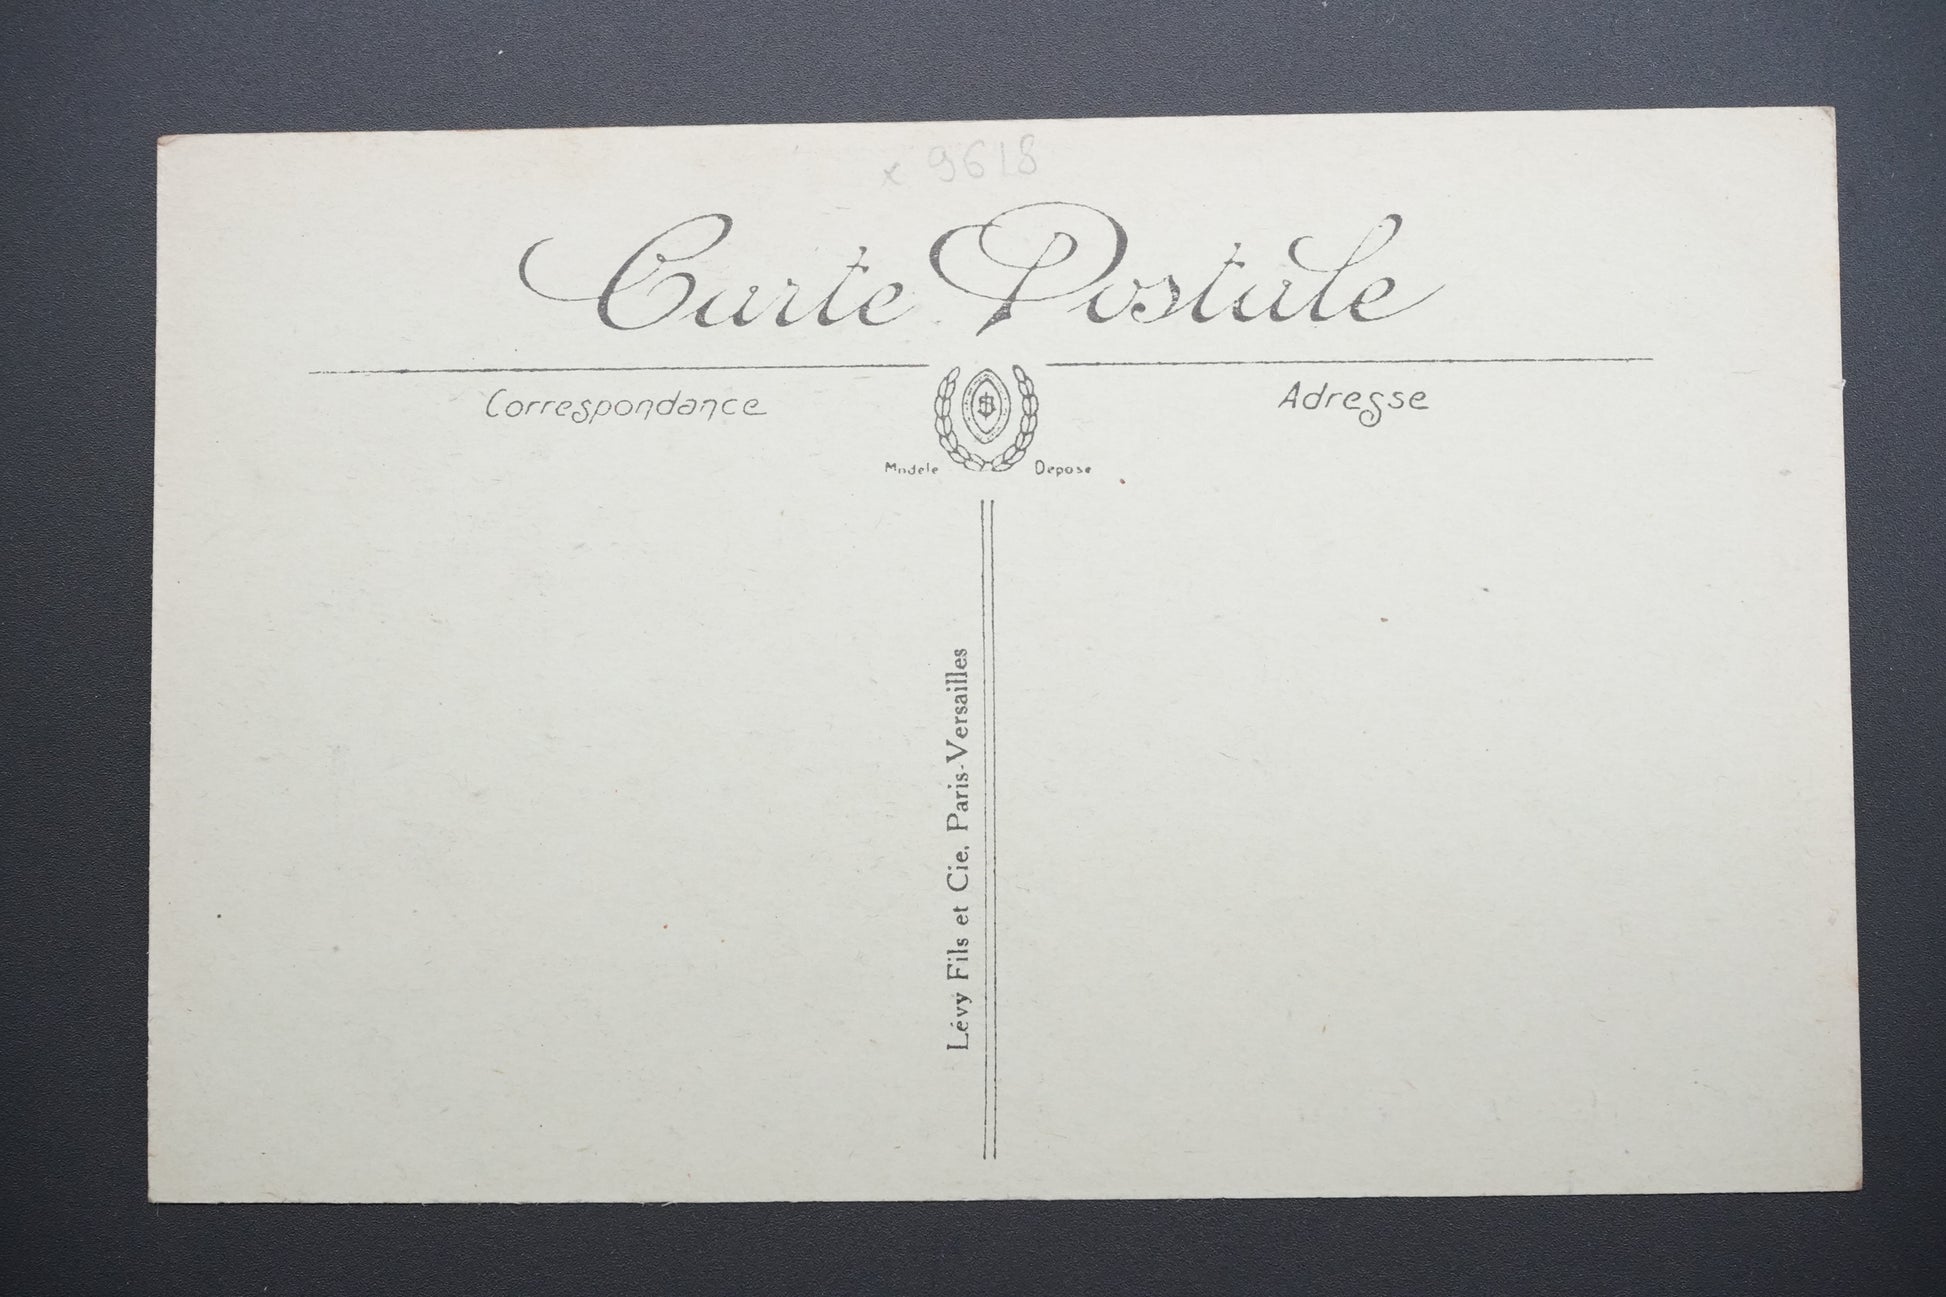 x 9618
Carte Postale
Correspondance
Adresse
Modele Depose
Lévy Fils et Cie, Paris-Versailles